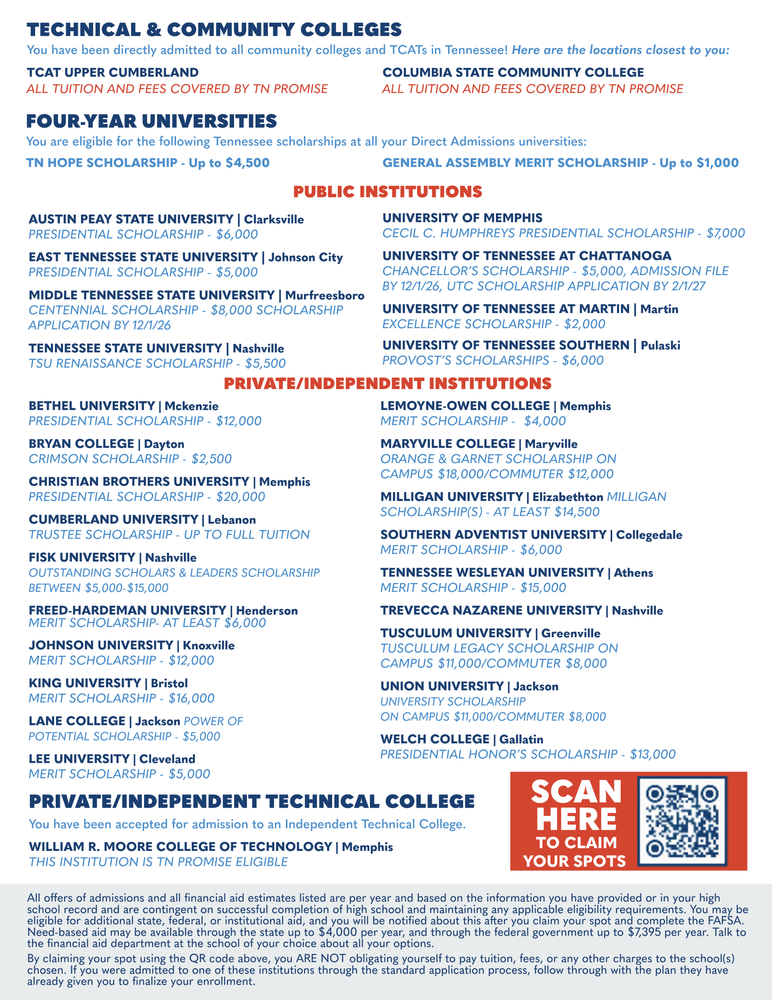 TECHNICAL & COMMUNITY COLLEGES
You have been directly admitted to all community colleges and TCATs in Tennessee! Here are the locations closest to you:
TCAT UPPER CUMBERLAND
ALL TUITION AND FEES COVERED BY TN PROMISE
COLUMBIA STATE COMMUNITY COLLEGE
ALL TUITION AND FEES COVERED BY TN PROMISE
FOUR-YEAR UNIVERSITIES
You are eligible for the following Tennessee scholarships at all your Direct Admissions universities:
TN HOPE SCHOLARSHIP - Up to $4,500
GENERAL ASSEMBLY MERIT SCHOLARSHIP - Up to $1,000
PUBLIC INSTITUTIONS
AUSTIN PEAY STATE UNIVERSITY | Clarksville
PRESIDENTIAL SCHOLARSHIP - $6,000
EAST TENNESSEE STATE UNIVERSITY | Johnson City
PRESIDENTIAL SCHOLARSHIP - $5,000
MIDDLE TENNESSEE STATE UNIVERSITY | Murfreesboro
CENTENNIAL SCHOLARSHIP - $8,000 SCHOLARSHIP
APPLICATION BY 12/1/26
TENNESSEE STATE UNIVERSITY | Nashville
TSU RENAISSANCE SCHOLARSHIP - $5,500
UNIVERSITY OF MEMPHIS
CECIL C. HUMPHREYS PRESIDENTIAL SCHOLARSHIP - $7,000
UNIVERSITY OF TENNESSEE AT CHATTANOGA
CHANCELLOR'S SCHOLARSHIP - $5,000, ADMISSION FILE
BY 12/1/26, UTC SCHOLARSHIP APPLICATION BY 2/1/27
UNIVERSITY OF TENNESSEE AT MARTIN | Martin
EXCELLENCE SCHOLARSHIP - $2,000
UNIVERSITY OF TENNESSEE SOUTHERN | Pulaski
PROVOST'S SCHOLARSHIPS - $6,000
PRIVATE/INDEPENDENT INSTITUTIONS
BETHEL UNIVERSITY | Mckenzie
PRESIDENTIAL SCHOLARSHIP - $12,000
BRYAN COLLEGE | Dayton
CRIMSON SCHOLARSHIP - $2,500
CHRISTIAN BROTHERS UNIVERSITY | Memphis
PRESIDENTIAL SCHOLARSHIP - $20,000
CUMBERLAND UNIVERSITY | Lebanon
TRUSTEE SCHOLARSHIP - UP TO FULL TUITION
FISK UNIVERSITY | Nashville
OUTSTANDING SCHOLARS & LEADERS SCHOLARSHIP
BETWEEN $5,000-$15,000
FREED-HARDEMAN UNIVERSITY | Henderson
MERIT SCHOLARSHIP- AT LEAST $6,000
JOHNSON UNIVERSITY | Knoxville
MERIT SCHOLARSHIP - $12,000
KING UNIVERSITY | Bristol
MERIT SCHOLARSHIP - $16,000
LANE COLLEGE | Jackson POWER OF
POTENTIAL SCHOLARSHIP - $5,000
LEE UNIVERSITY | Cleveland
MERIT SCHOLARSHIP - $5,000
LEMOYNE-OWEN COLLEGE | Memphis
MERIT SCHOLARSHIP - $4,000
MARYVILLE COLLEGE | Maryville
ORANGE & GARNET SCHOLARSHIP ON
CAMPUS $18,000/COMMUTER $12,000
MILLIGAN UNIVERSITY | Elizabethton MILLIGAN
SCHOLARSHIP(S) - AT LEAST $14,500
SOUTHERN ADVENTIST UNIVERSITY | Collegedale
MERIT SCHOLARSHIP - $6,000
TENNESSEE WESLEYAN UNIVERSITY | Athens
MERIT SCHOLARSHIP - $15,000
TREVECCA NAZARENE UNIVERSITY | Nashville
TUSCULUM UNIVERSITY | Greenville
TUSCULUM LEGACY SCHOLARSHIP ON
CAMPUS $11,000/COMMUTER $8,000
UNION UNIVERSITY | Jackson
UNIVERSITY SCHOLARSHIP
ON CAMPUS $11,000/COMMUTER $8,000
WELCH COLLEGE | Gallatin
PRESIDENTIAL HONOR'S SCHOLARSHIP - $13,000
PRIVATE/INDEPENDENT TECHNICAL COLLEGE
You have been accepted for admission to an Independent Technical College.
WILLIAM R. MOORE COLLEGE OF TECHNOLOGY | Memphis
THIS INSTITUTION IS TN PROMISE ELIGIBLE
SCAN
HERE
TO CLAIM
YOUR SPOTS
All offers of admissions and all financial aid estimates listed are per year and based on the information you have provided or in your high
school record and are contingent on successful completion of high school and maintaining any applicable eligibility requirements. You may be
eligible for additional state, federal, or institutional aid, and you will be notified about this after you claim your spot and complete the FAFSA.
Need-based aid may be available through the state up to $4,000 per year, and through the federal government up to $7,395 per year. Talk to
the financial aid department at the school of your choice about all your options.
By claiming your spot using the QR code above, you ARE NOT obligating yourself to pay tuition, fees, or any other charges to the school(s)
chosen. If you were admitted to one of these institutions through the standard application process, follow through with the plan they have
already given you to finalize your enrollment.